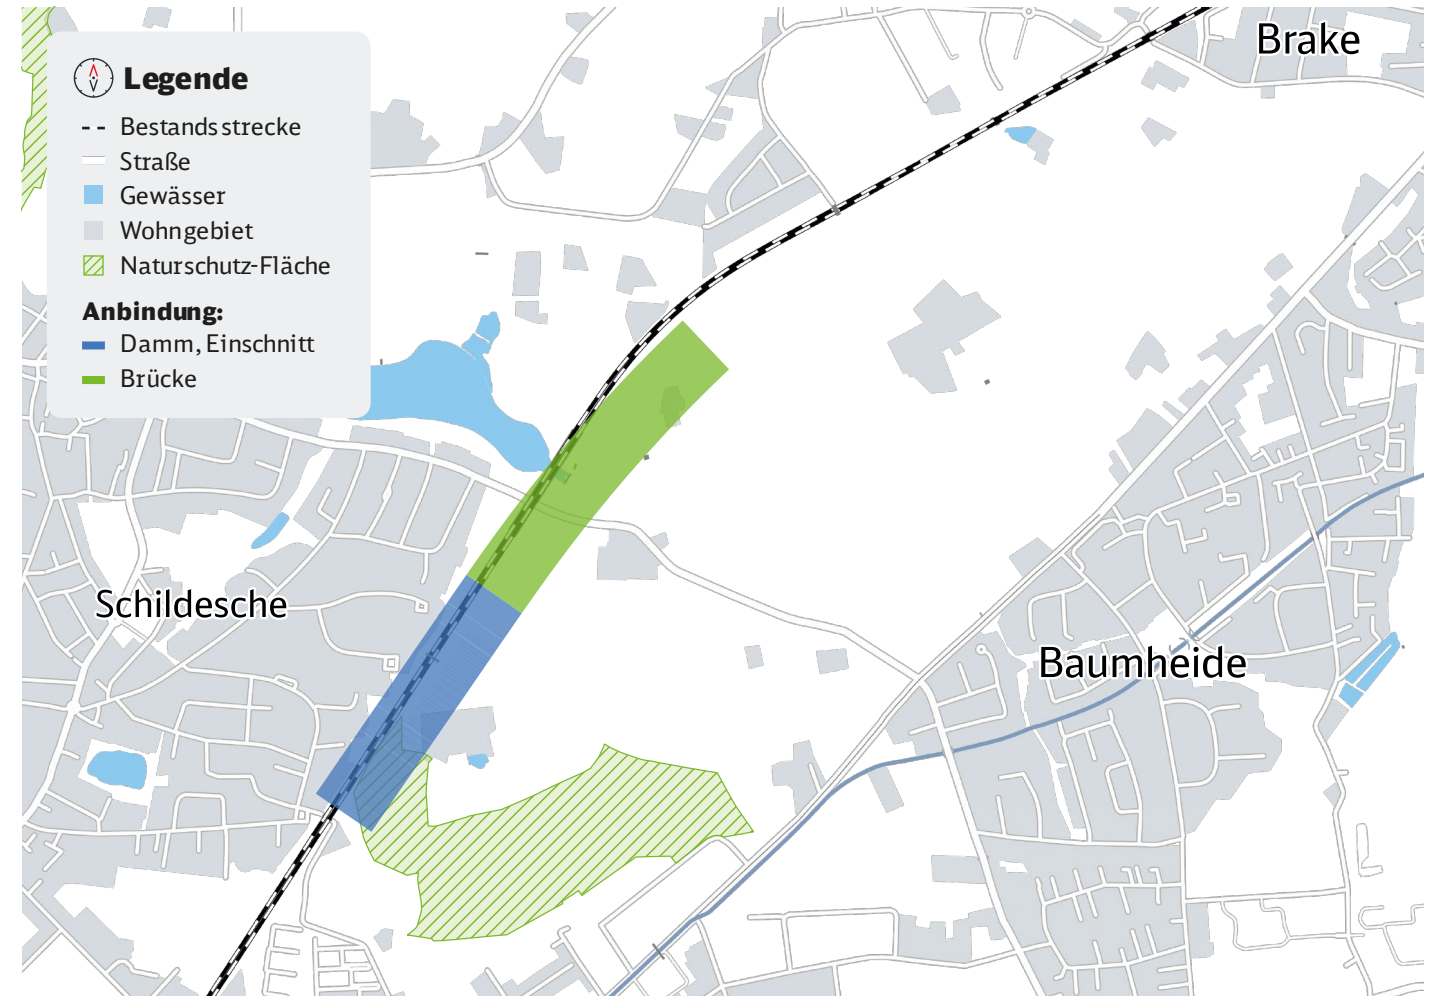 Brake
Legende
Bestandsstrecke
Straße
Gewässer
Wohngebiet
Naturschutz-Fläche
Anbindung:
Damm, Einschnitt
Brücke
Schildesche
Baumheide